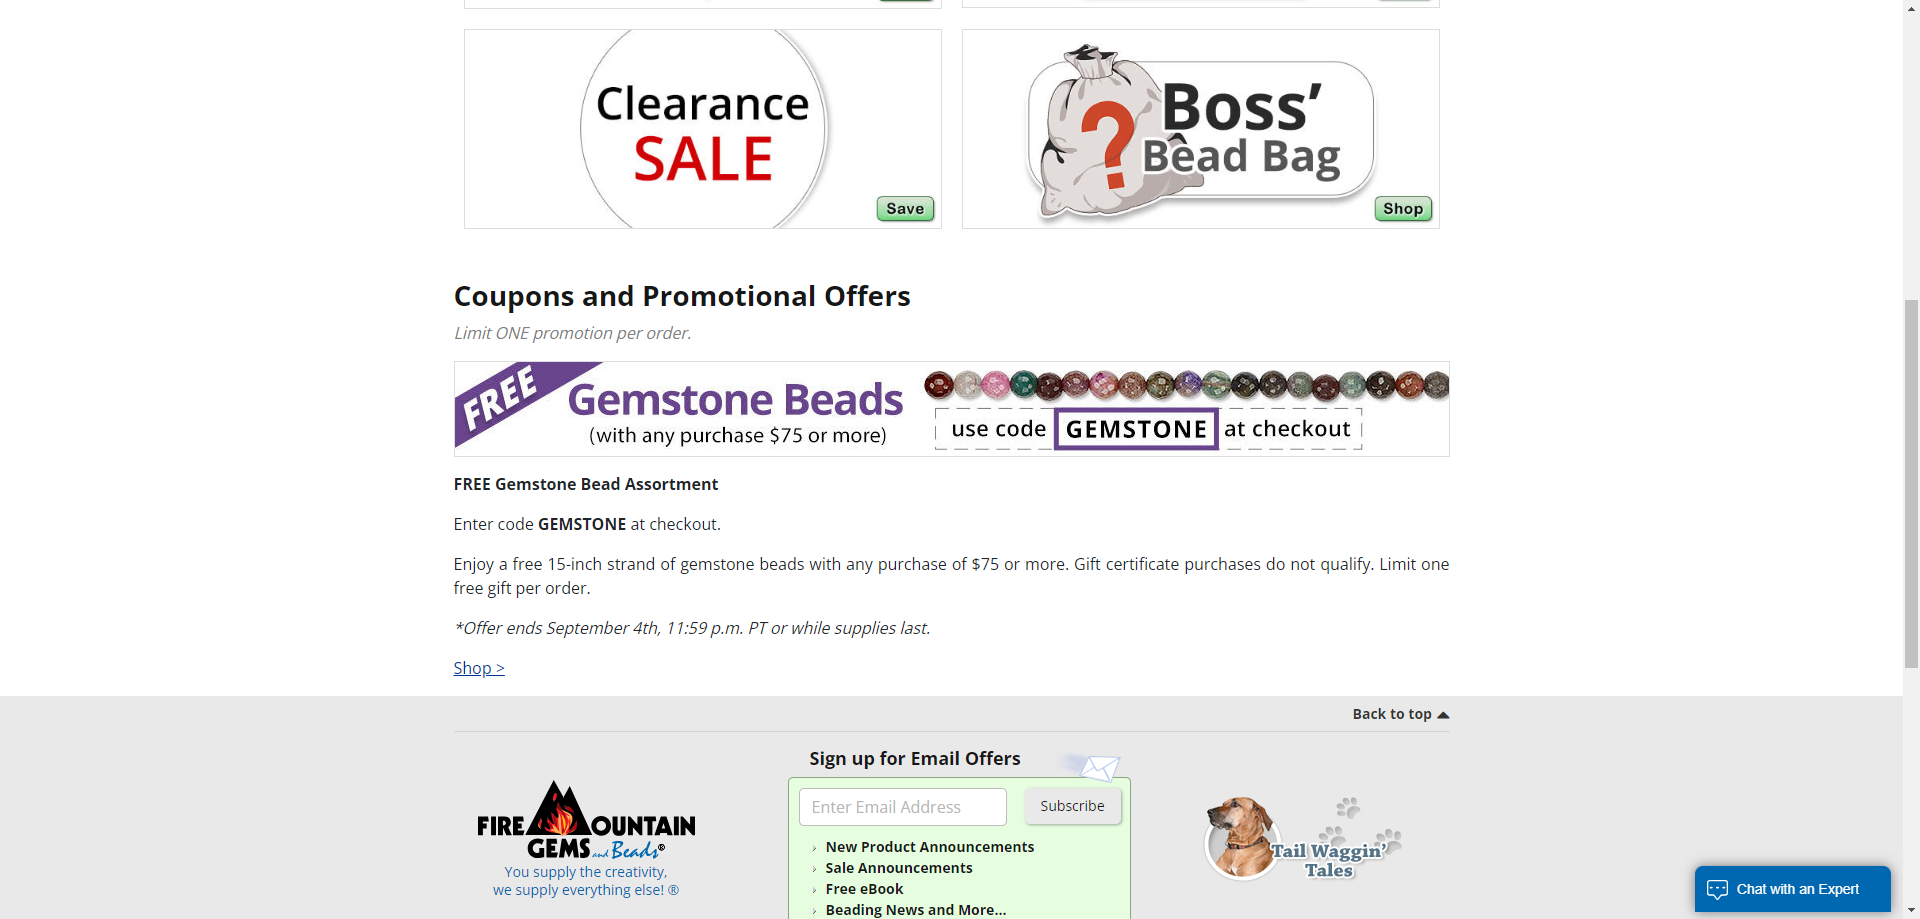 Clearance
SALE
Save
?
Boss’
Bead Bag
Shop
Coupons and Promotional Offers
Limit ONE promotion per order.
FREE
Gemstone Beads
(with any purchase $75 or more)
use code GEMSTONE at checkout
FREE Gemstone Bead Assortment
Enter code GEMSTONE at checkout.
Enjoy a free 15-inch strand of gemstone beads with any purchase of $75 or more. Gift certificate purchases do not qualify. Limit one
free gift per order.
*Offer ends September 4th, 11:59 p.m. PT or while supplies last.
Shop >
Back to top
FIRE MOUNTAIN
GEMS and Beads®
You supply the creativity,
we supply everything else! ®
Sign up for Email Offers
Enter Email Address
Subscribe
› New Product Announcements
› Sale Announcements
› Free eBook
› Beading News and More...
Tail Waggin’
Tales
Chat with an Expert